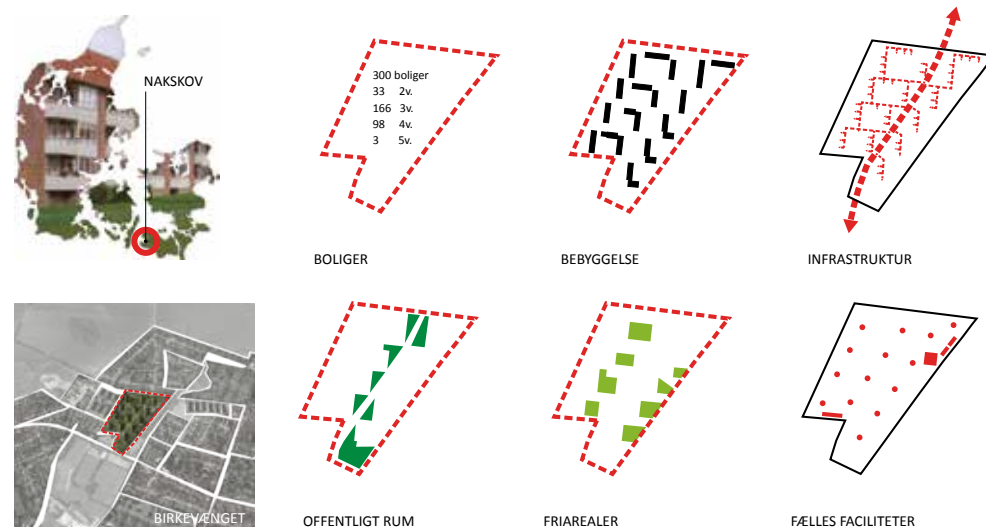 NAKSKOV
300 boliger
33 2v.
166 3v.
98 4v.
3 5v.
BOLIGER
BEBYGGELSE
INFRASTRUKTUR
BIRKEVÆNGET
OFFENTLIGT RUM
FRIAREALER
FÆLLES FACILITETER